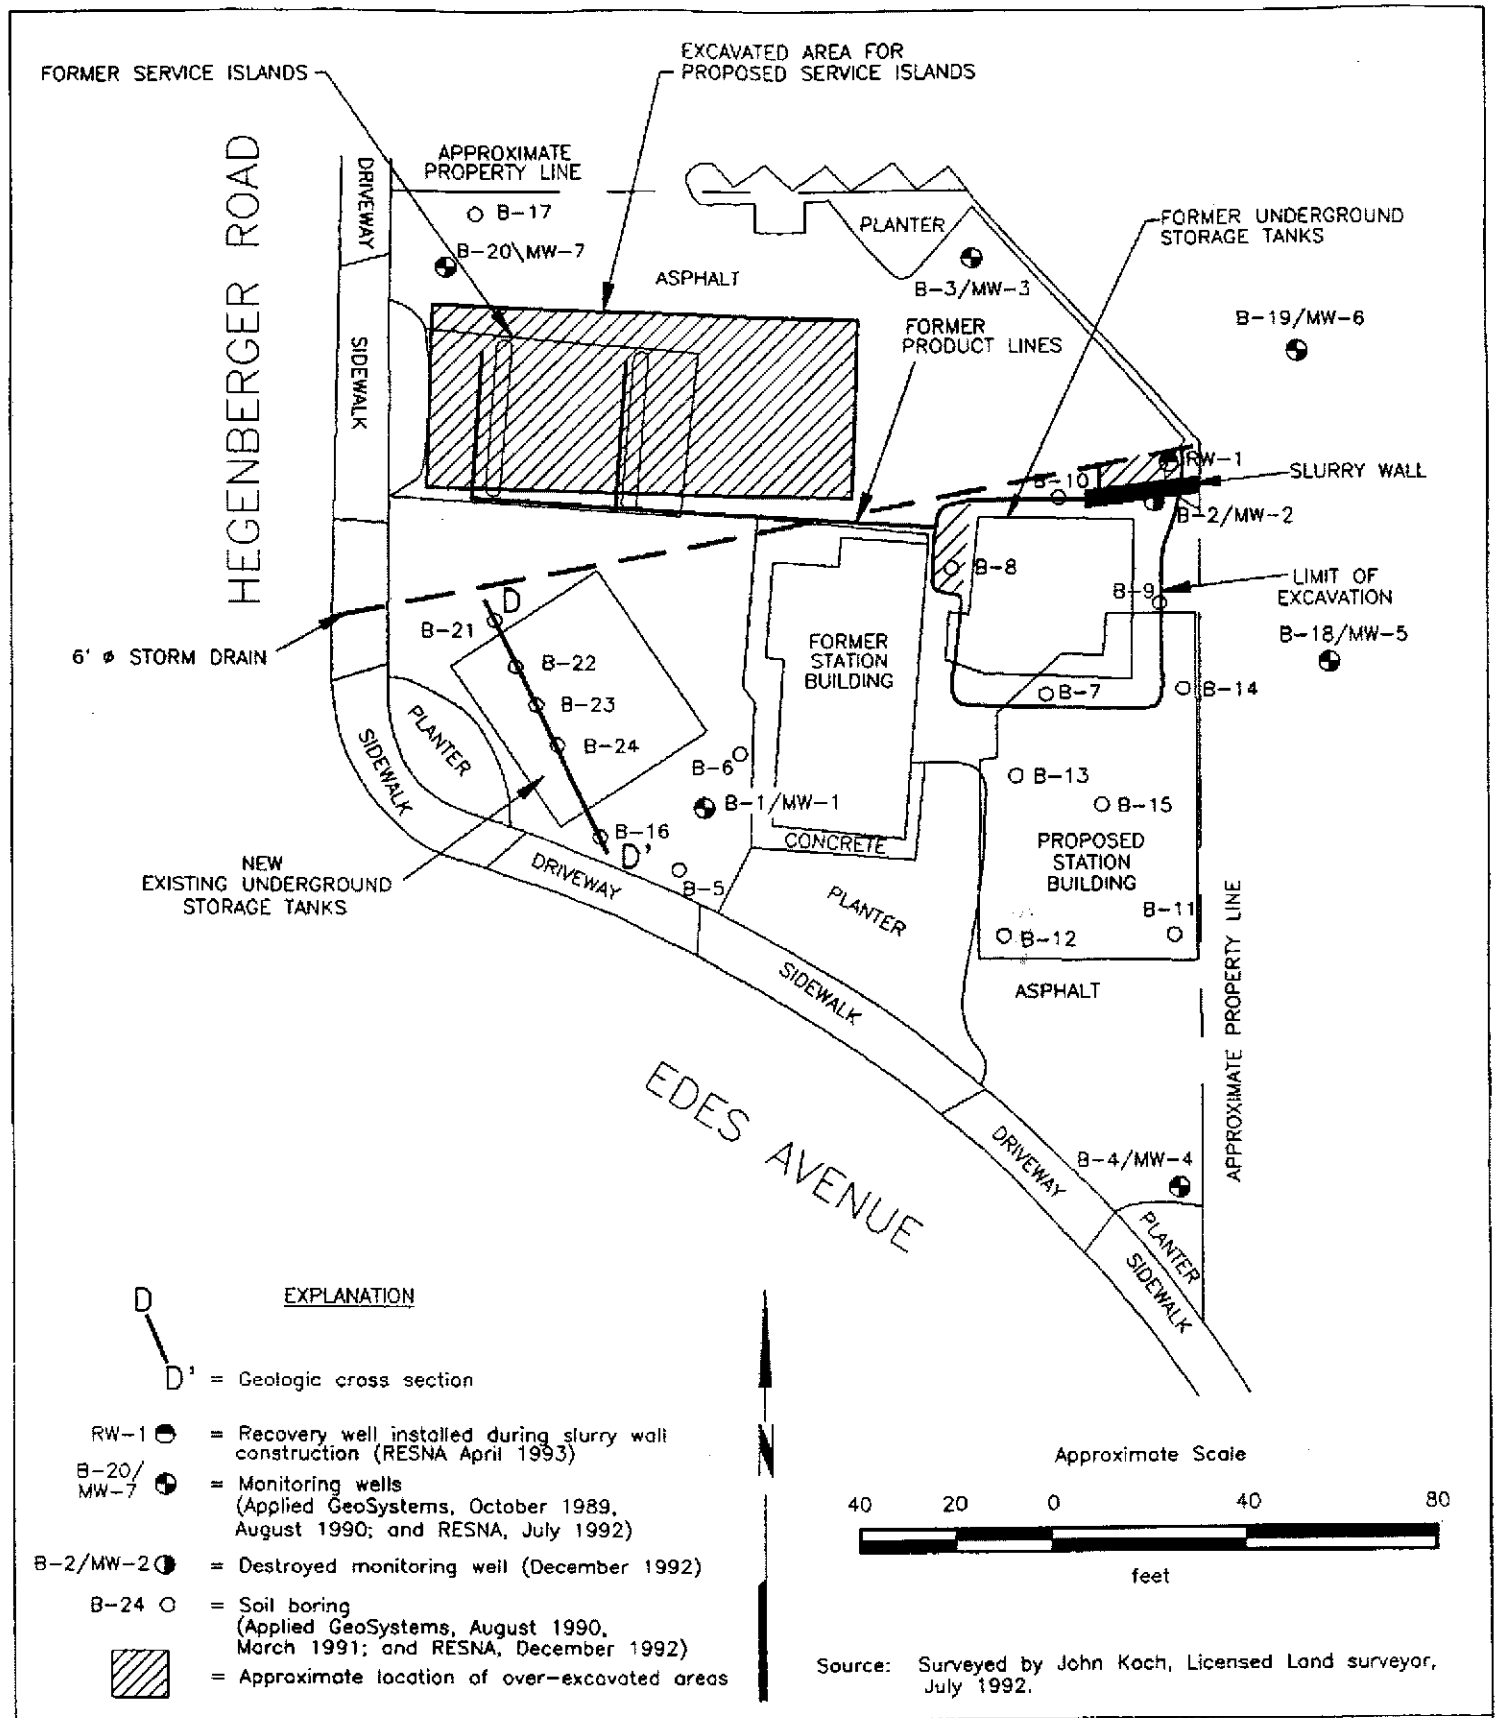 EXCAVATED AREA FOR
PROPOSED SERVICE ISLANDS
FORMER SERVICE ISLANDS
HEGENBERGER ROAD
DRIVEWAY
APPROXIMATE
PROPERTY LINE
B-17
B-20\MW-7
ASPHALT
PLANTER
FORMER UNDERGROUND
STORAGE TANKS
B-3/MW-3
B-19/MW-6
FORMER
PRODUCT LINES
SIDEWALK
RW-1
B-10
SLURRY WALL
B-2/MW-2
B-8
B-9
LIMIT OF
EXCAVATION
B-18/MW-5
D
B-21
6' ø STORM DRAIN
B-22
FORMER
STATION
BUILDING
B-7
B-14
B-23
PLANTER
SIDEWALK
B-24
B-6
B-13
B-1/MW-1
B-15
B-16
D'
CONCRETE
PROPOSED
STATION
BUILDING
NEW
EXISTING UNDERGROUND
STORAGE TANKS
DRIVEWAY
B-5
PLANTER
B-11
B-12
SIDEWALK
ASPHALT
APPROXIMATE PROPERTY LINE
EDES AVENUE
DRIVEWAY
B-4/MW-4
PLANTER
SIDEWALK
EXPLANATION
D
D' = Geologic cross section
RW-1 = Recovery well installed during slurry wall
construction (RESNA April 1993)
B-20/
MW-7 = Monitoring wells
(Applied GeoSystems, October 1989,
August 1990; and RESNA, July 1992)
B-2/MW-2 = Destroyed monitoring well (December 1992)
B-24 = Soil boring
(Applied GeoSystems, August 1990,
March 1991; and RESNA, December 1992)
= Approximate location of over-excavated areas
N
Approximate Scale
40 20 0 40 80
feet
Source: Surveyed by John Koch, Licensed Land surveyor,
July 1992.